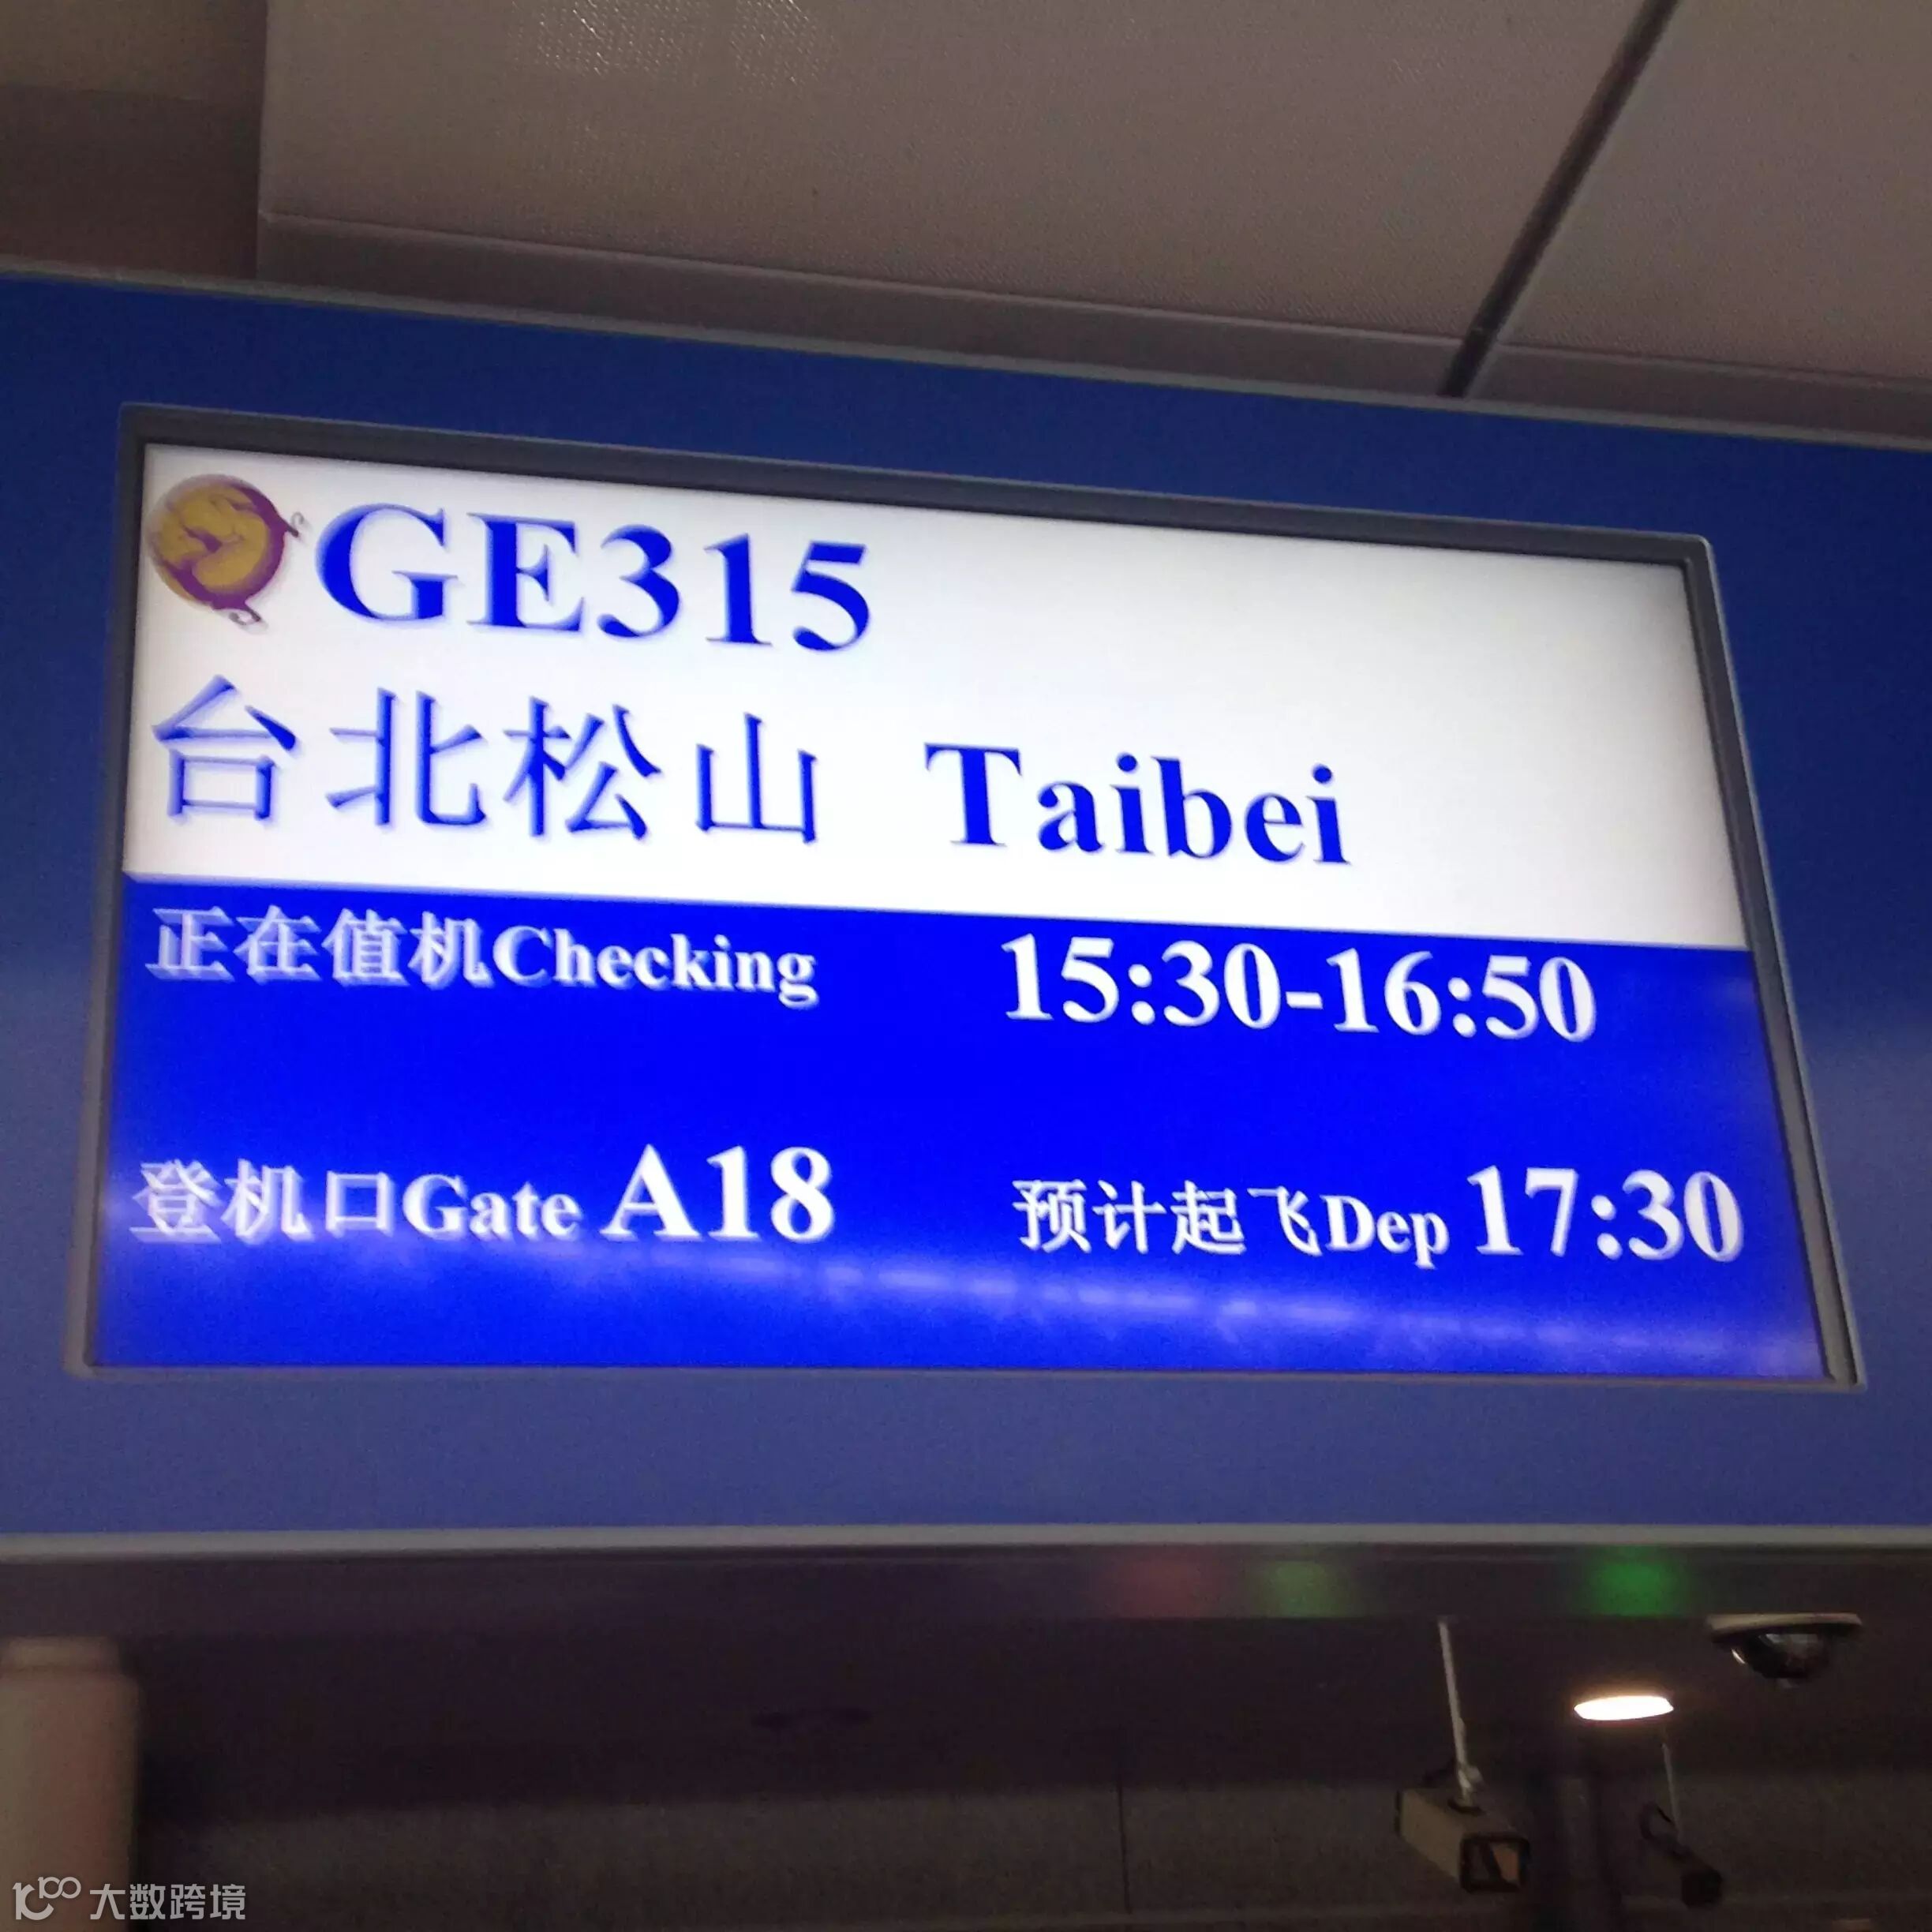 GE315
台北松山 Taibei
正在值机Checking 15:30-16:50
登机口Gate A18 预计起飞Dep 17:30
大数跨境